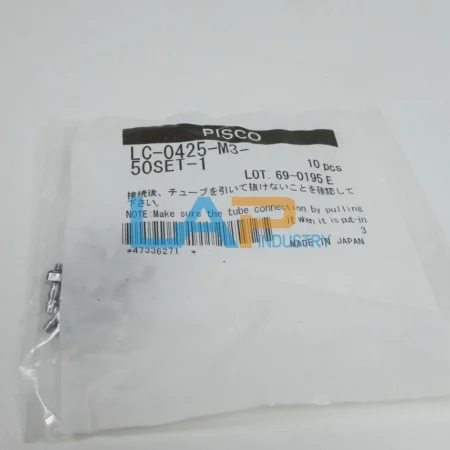 PISCO
LC-0425-M3-
50SET-1
10 pcs
LOT. 69-0195 E
接続後、チューブを引いて抜けないことを確認して
下さい。
NOTE:Make sure the tube connection by pulling
it when it is put-in
3
*47336271 *
MADE IN JAPAN
LAP
INDUSTRY